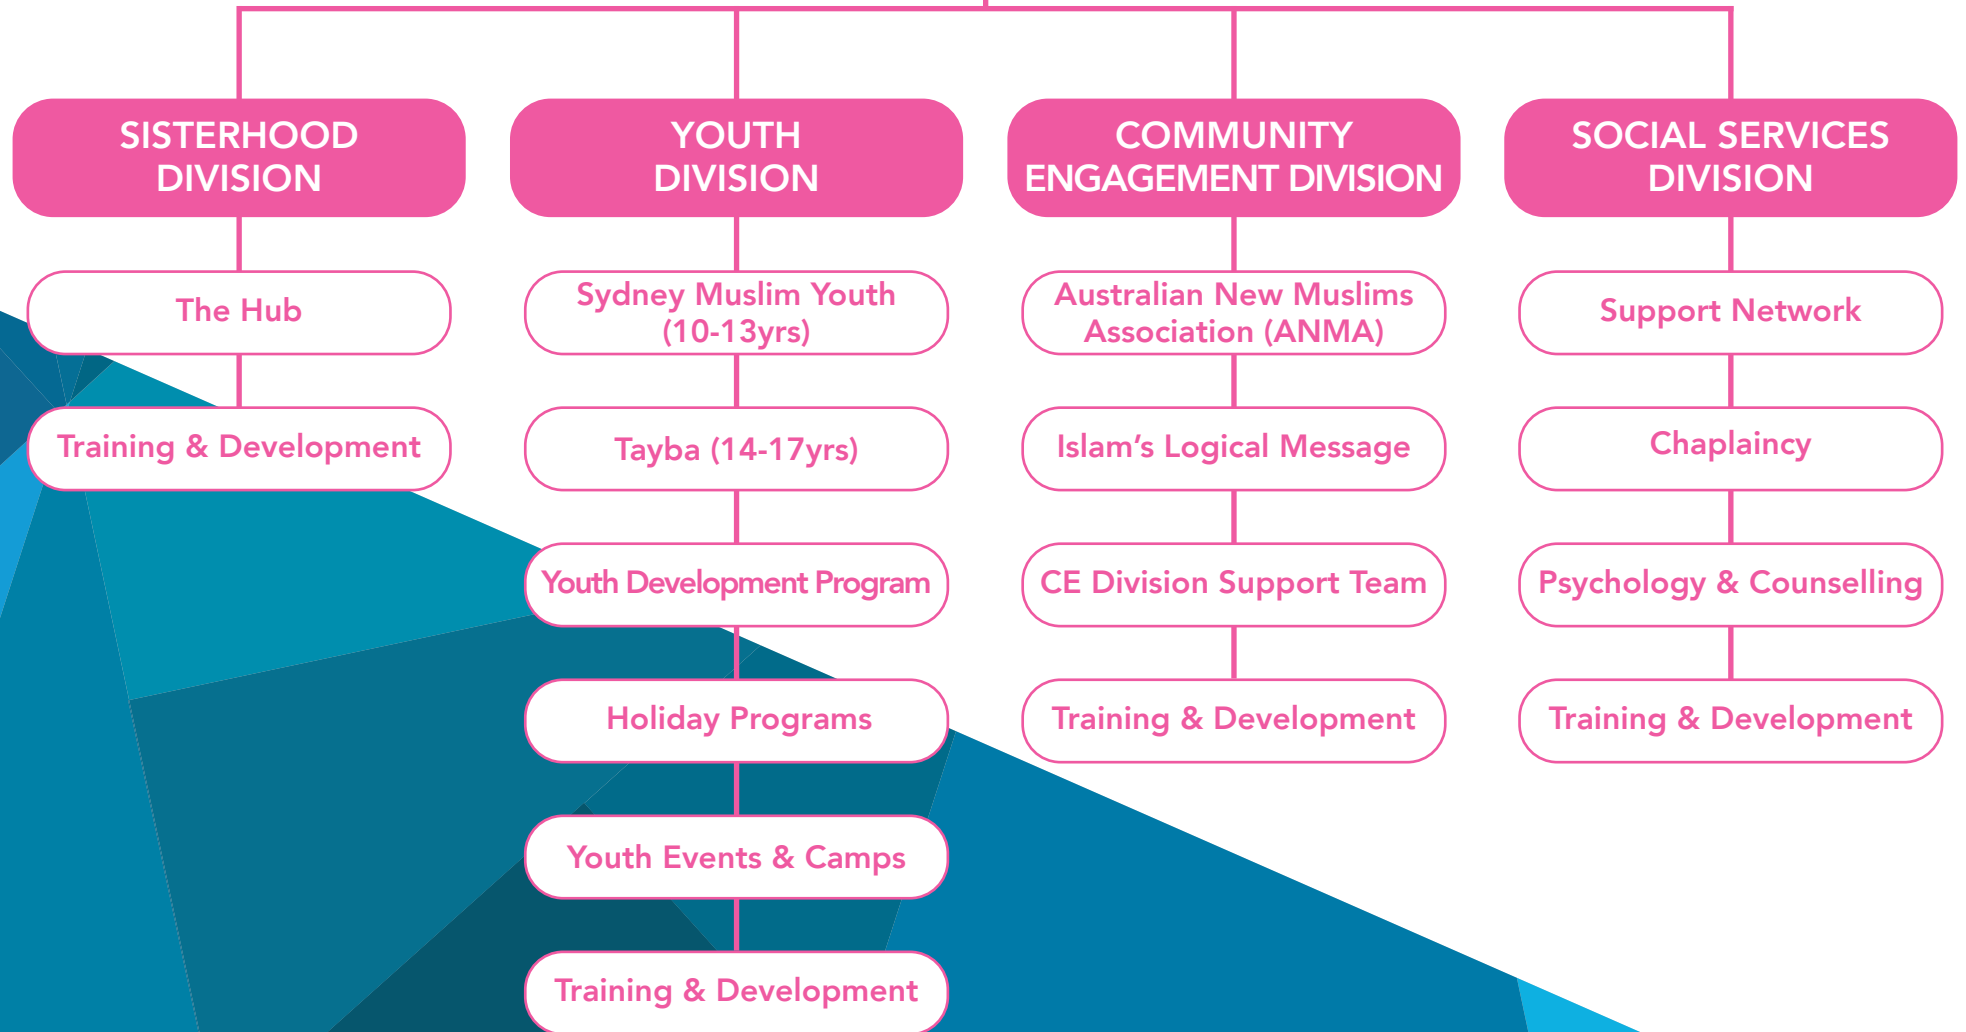 SISTERHOOD
DIVISION
The Hub
Training & Development
YOUTH
DIVISION
Sydney Muslim Youth
(10-13yrs)
Tayba (14-17yrs)
Youth Development Program
Holiday Programs
Youth Events & Camps
Training & Development
COMMUNITY
ENGAGEMENT DIVISION
Australian New Muslims
Association (ANMA)
Islam’s Logical Message
CE Division Support Team
Training & Development
SOCIAL SERVICES
DIVISION
Support Network
Chaplaincy
Psychology & Counselling
Training & Development